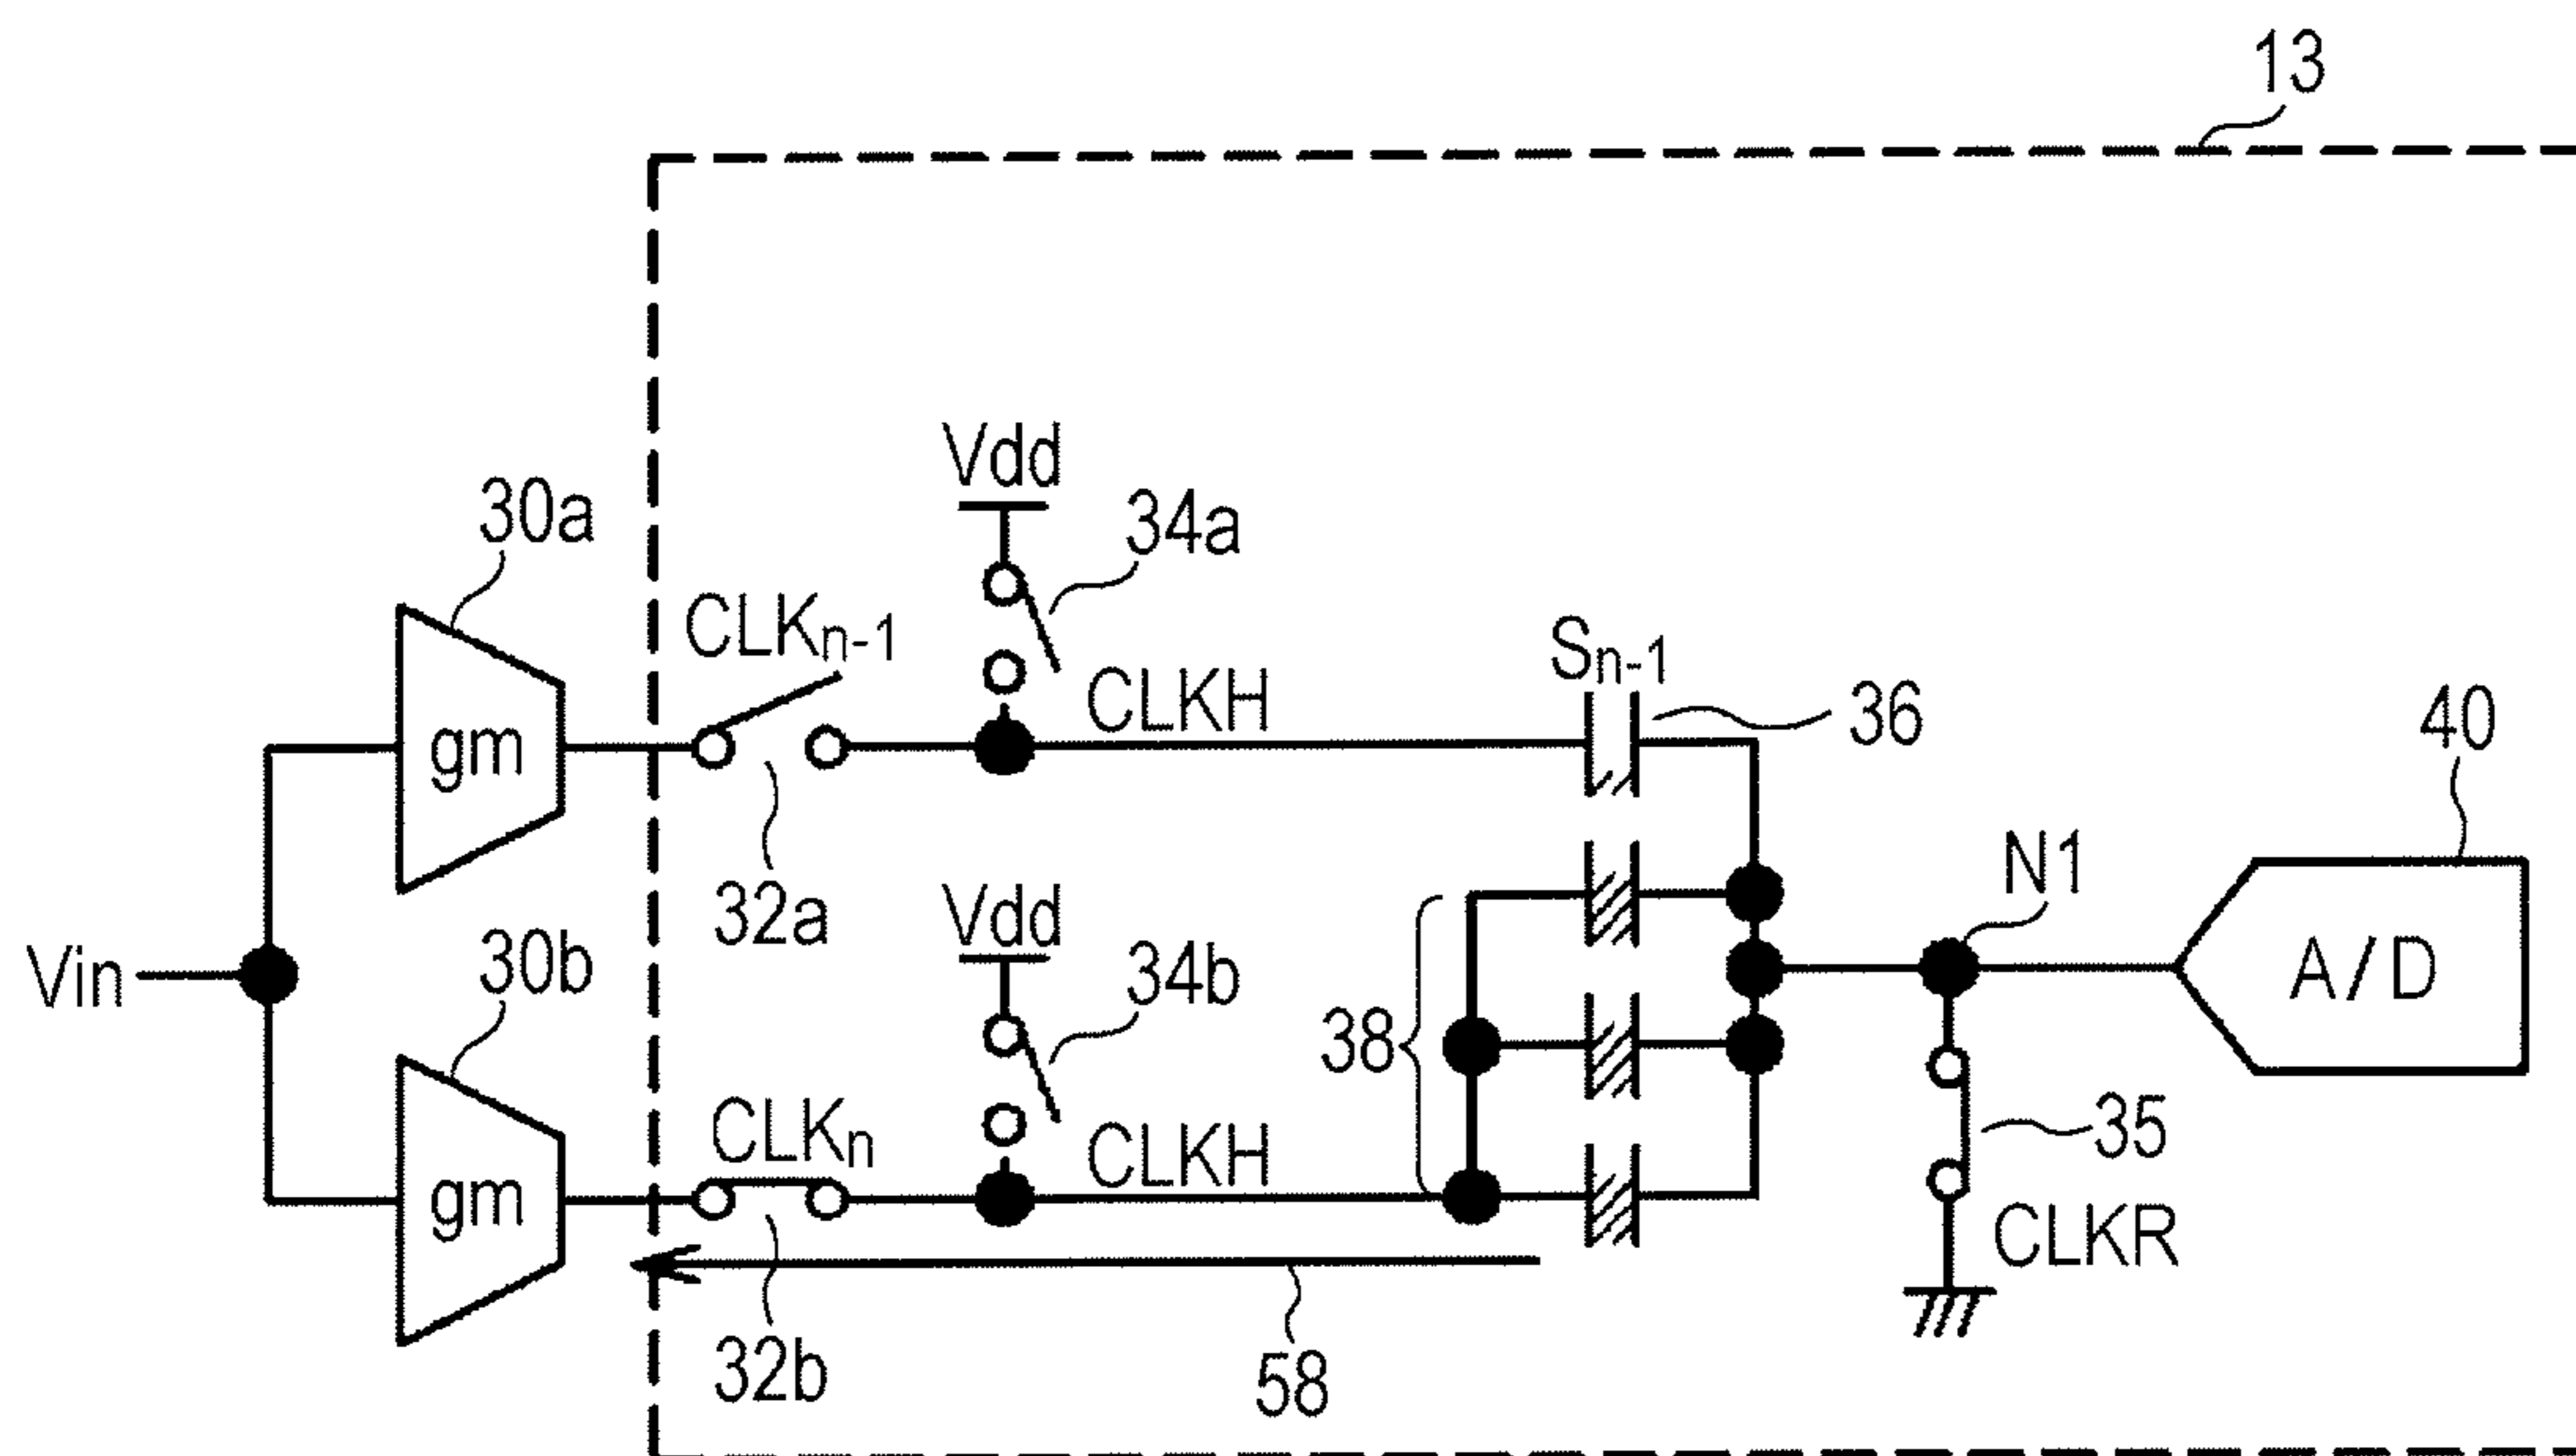 13
Vdd
34a
30a
CLKn-1
CLKH
Sn-1
36
gm
40
32a
N1
Vdd
34b
30b
Vin
38
A/D
CLKn
CLKH
35
gm
CLKR
32b
58